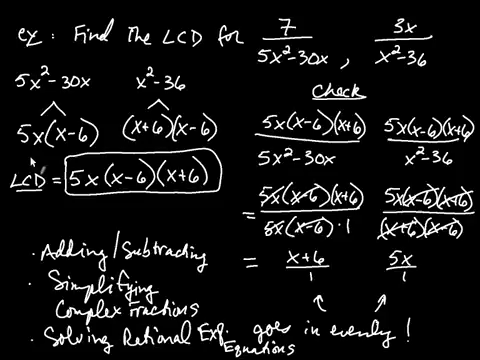 ex: Find the LCD for 7/(5x²-30x), 3x/(x²-36)
5x²-30x   x²-36
5x(x-6)   (x+6)(x-6)
LCD = 5x(x-6)(x+6)
· Adding/Subtracting
· Simplifying
Complex Fractions
· Solving Rational Exp.
Equations
Check
5x(x-6)(x+6)/(5x²-30x)   5x(x-6)(x+6)/(x²-36)
= 5x(x-6)(x+6)/(5x(x-6)·1)   5x(x-6)(x+6)/((x+6)(x-6))
= (x+6)/1   5x/1
goes in evenly!